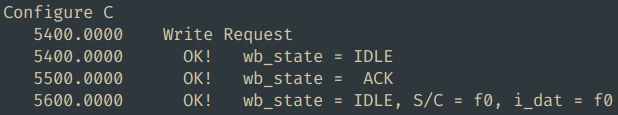 Configure C
5400.0000 Write Request
5400.0000 OK! wb_state = IDLE
5500.0000 OK! wb_state = ACK
5600.0000 OK! wb_state = IDLE, S/C = f0, i_dat = f0